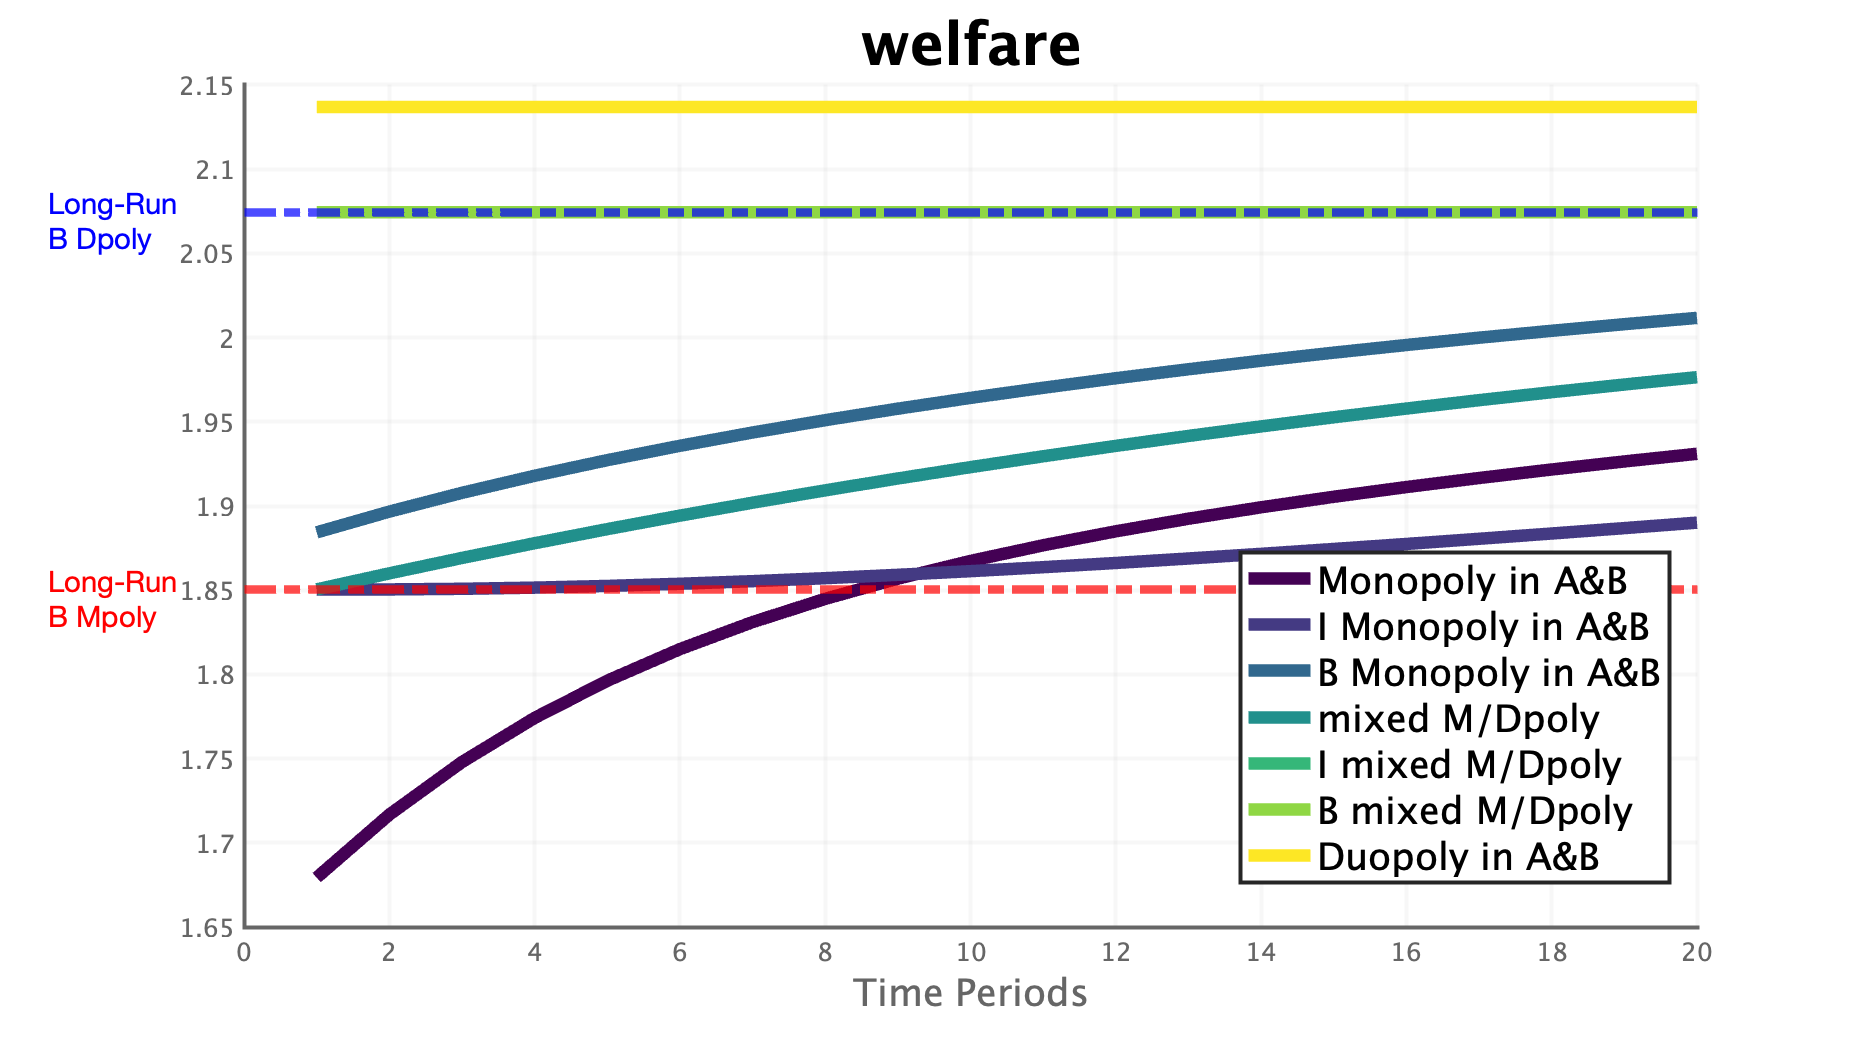 welfare
2.15
2.1
Long-Run
B Dpoly
2.05
2
1.95
1.9
Long-Run
B Mpoly
1.85
1.8
1.75
1.7
1.65
Monopoly in A&B
I Monopoly in A&B
B Monopoly in A&B
mixed M/Dpoly
I mixed M/Dpoly
B mixed M/Dpoly
Duopoly in A&B
0 2 4 6 8 10 12 14 16 18 20
Time Periods